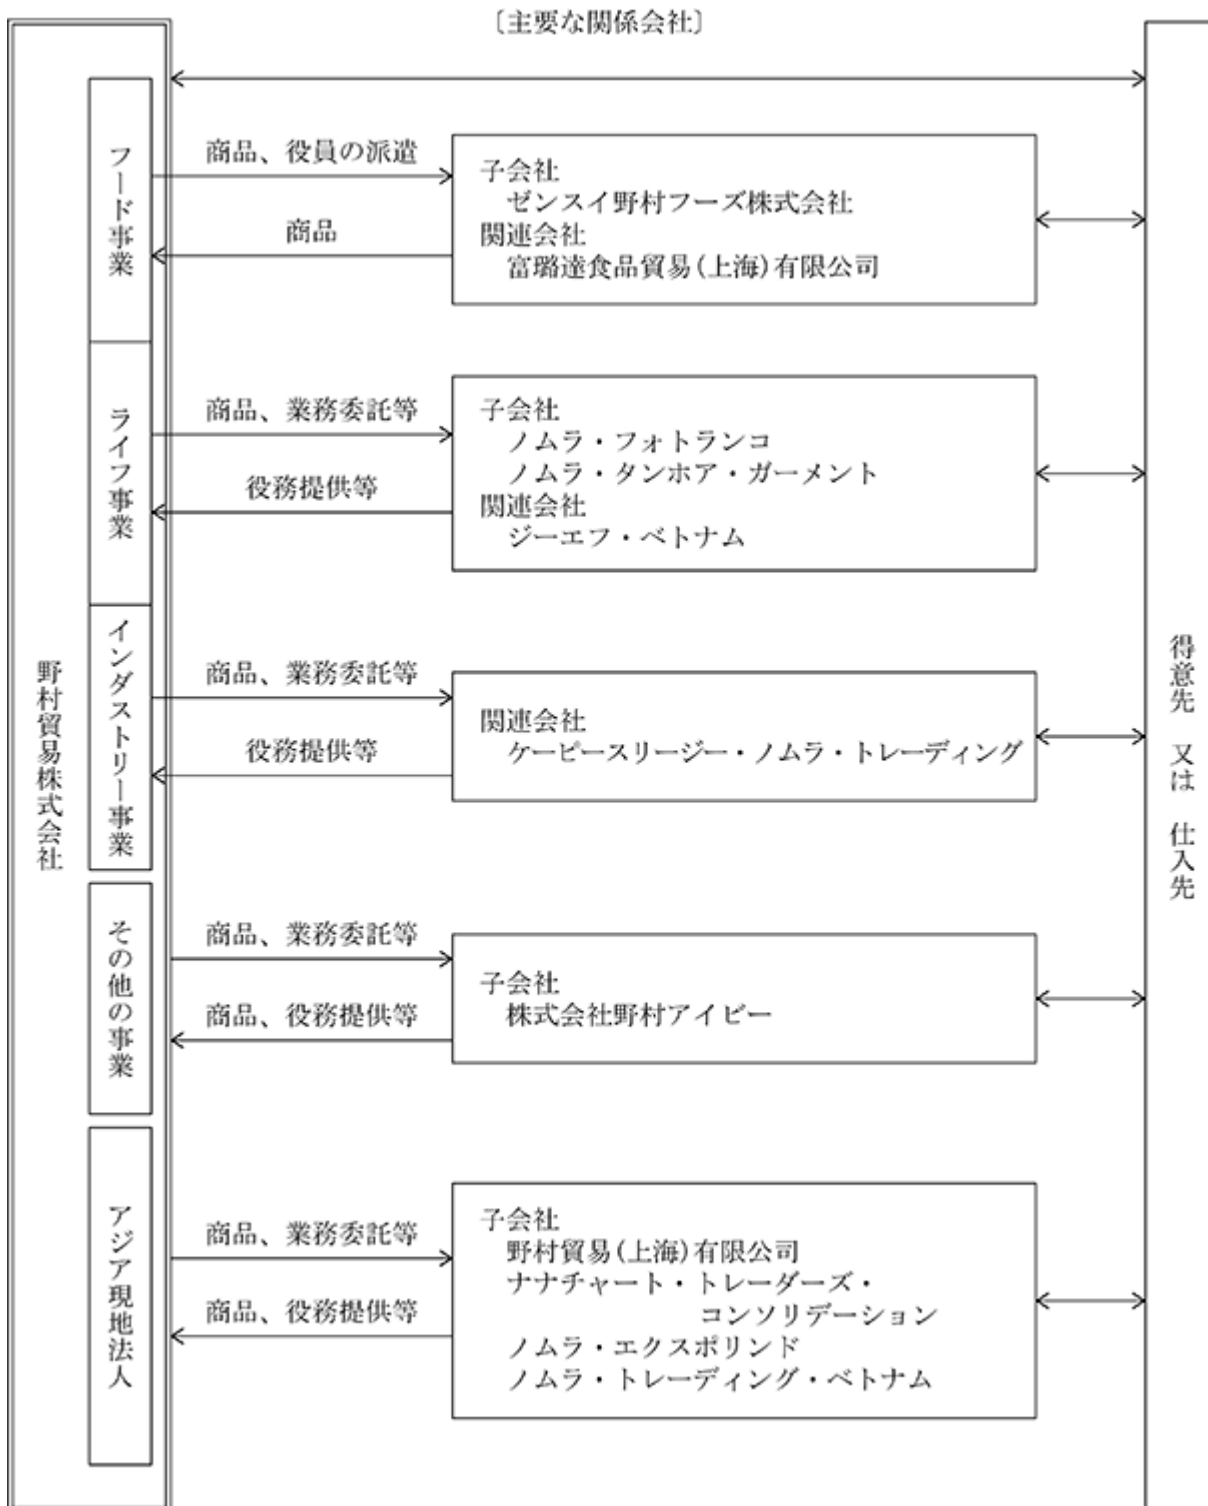 〔主要な関係会社〕
野村貿易株式会社
フード事業
商品、役員の派遣
商品
子会社
ゼンスイ野村フーズ株式会社
関連会社
富璐達食品貿易(上海)有限公司
ライフ事業
商品、業務委託等
役務提供等
子会社
ノムラ・フォトランコ
ノムラ・タンホア・ガーメント
関連会社
ジーエフ・ベトナム
インダストリー事業
商品、業務委託等
役務提供等
関連会社
ケーピースリージー・ノムラ・トレーディング
その他の事業
商品、業務委託等
商品、役務提供等
子会社
株式会社野村アイビー
アジア現地法人
商品、業務委託等
商品、役務提供等
子会社
野村貿易(上海)有限公司
ナナチャート・トレーダーズ・
コンソリデーション
ノムラ・エクスポリンド
ノムラ・トレーディング・ベトナム
得意先 又は 仕入先